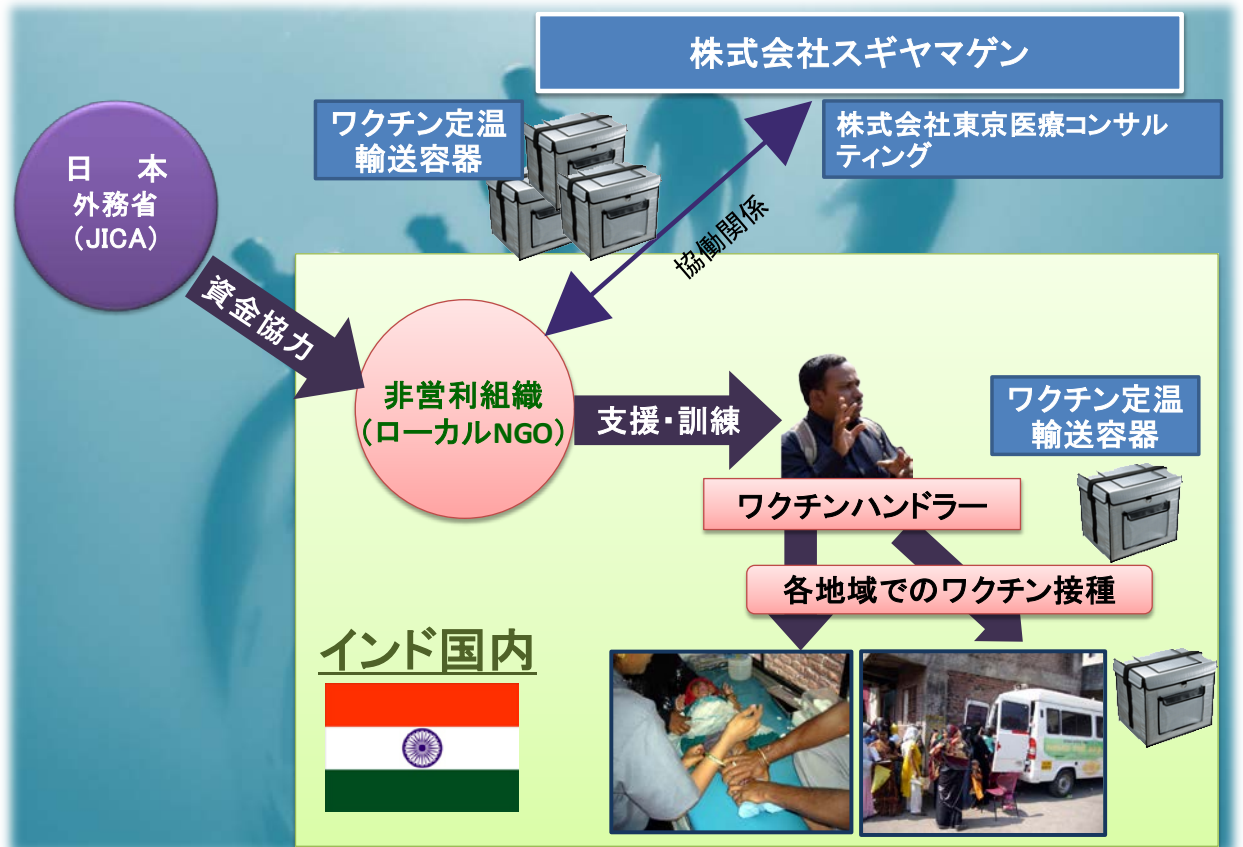 株式会社スギヤマゲン
ワクチン定温
輸送容器
株式会社東京医療コンサル
ティング
日　本
外務省
（JICA）
協働関係
資金協力
非営利組織
（ローカルNGO）
支援・訓練
ワクチン定温
輸送容器
ワクチンハンドラー
各地域でのワクチン接種
インド国内